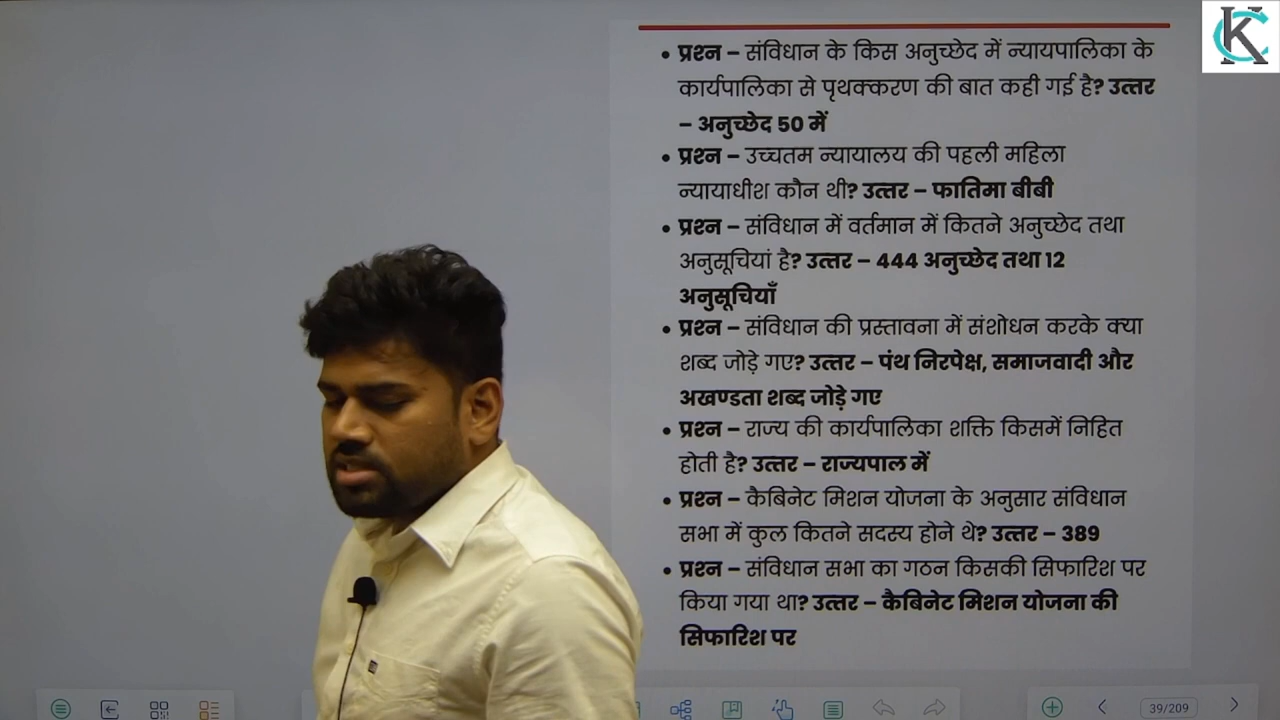 • प्रश्न – संविधान के किस अनुच्छेद में न्यायपालिका के
कार्यपालिका से पृथक्करण की बात कही गई है? उत्तर
– अनुच्छेद 50 में
• प्रश्न – उच्चतम न्यायालय की पहली महिला
न्यायाधीश कौन थी? उत्तर – फातिमा बीबी
• प्रश्न – संविधान में वर्तमान में कितने अनुच्छेद तथा
अनुसूचियां है? उत्तर – 444 अनुच्छेद तथा 12
अनुसूचियाँ
• प्रश्न – संविधान की प्रस्तावना में संशोधन करके क्या
शब्द जोड़े गए? उत्तर – पंथ निरपेक्ष, समाजवादी और
अखण्डता शब्द जोड़े गए
• प्रश्न – राज्य की कार्यपालिका शक्ति किसमें निहित
होती है? उत्तर – राज्यपाल में
• प्रश्न – कैबिनेट मिशन योजना के अनुसार संविधान
सभा में कुल कितने सदस्य होने थे? उत्तर – 389
• प्रश्न – संविधान सभा का गठन किसकी सिफारिश पर
किया गया था? उत्तर – कैबिनेट मिशन योजना की
सिफारिश पर
39/209
KC